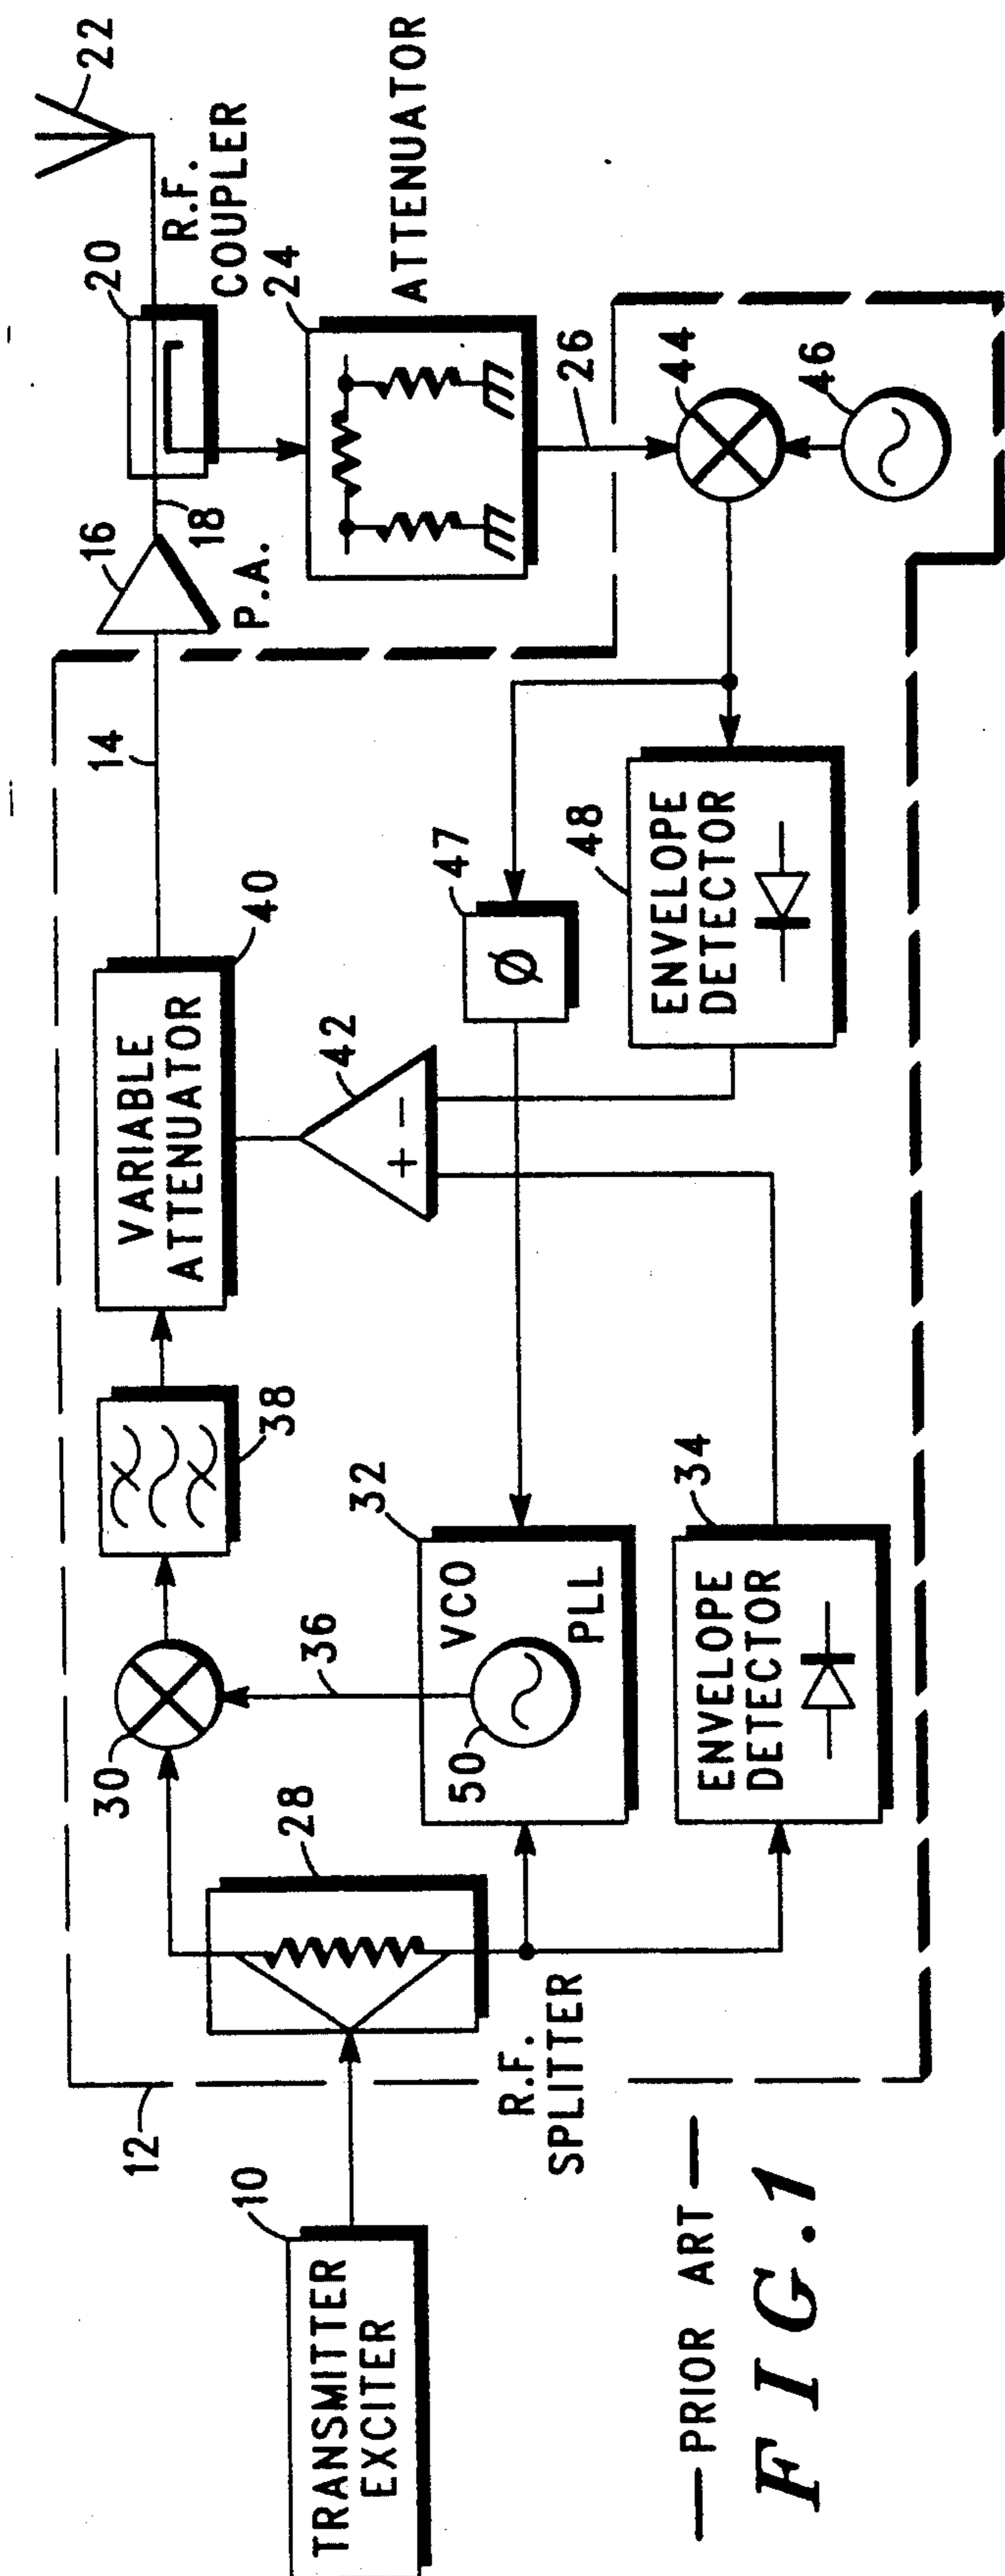 10
TRANSMITTER
EXCITER
12
28
R.F.
SPLITTER
30
36
32
VCO
50
PLL
34
ENVELOPE
DETECTOR
38
VARIABLE
ATTENUATOR
40
42
+ −
47
Ø
48
ENVELOPE
DETECTOR
14
16
P.A.
18
20
R.F.
COUPLER
22
24
ATTENUATOR
26
44
46
— PRIOR ART —
FIG.1